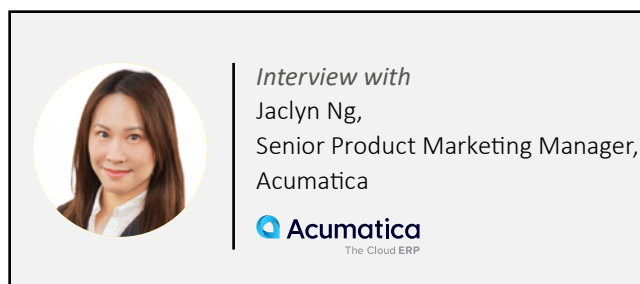 Interview with
Jaclyn Ng,
Senior Product Marketing Manager,
Acumatica
Acumatica
The Cloud ERP